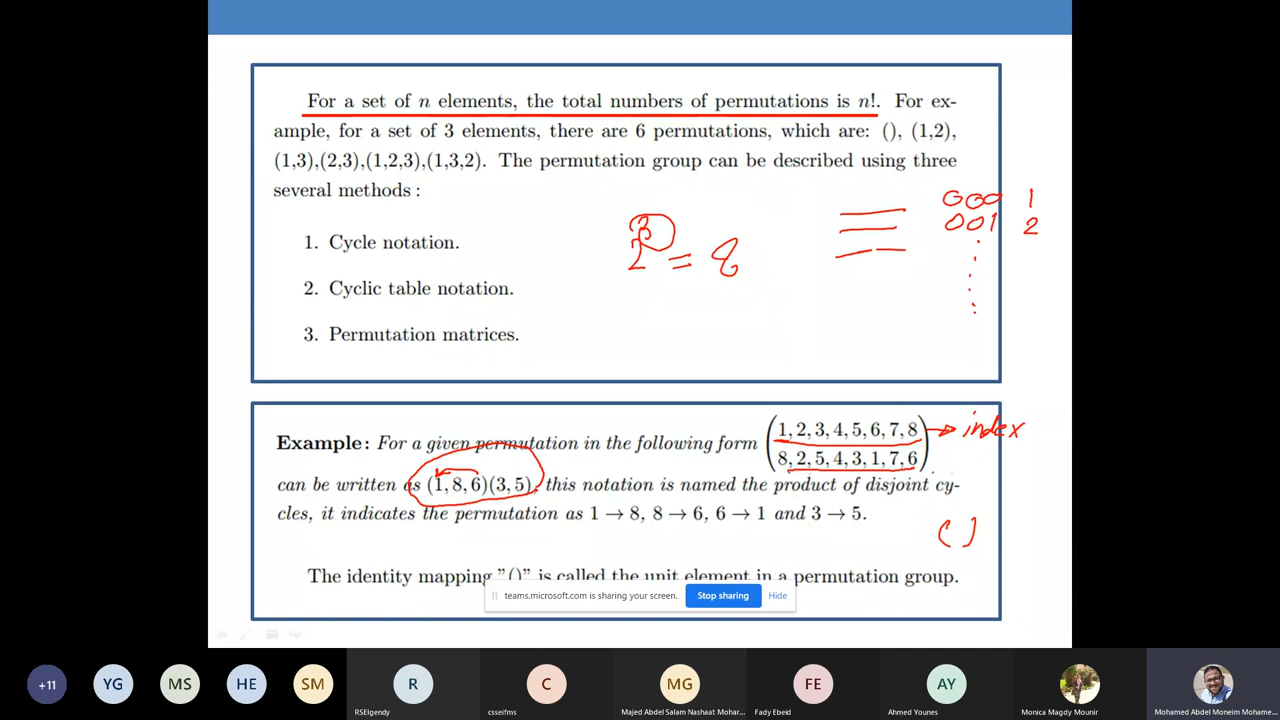 For a set of n elements, the total numbers of permutations is n!. For ex-
ample, for a set of 3 elements, there are 6 permutations, which are: (), (1,2),
(1,3),(2,3),(1,2,3),(1,3,2). The permutation group can be described using three
several methods :
000 1
001 2
1. Cycle notation.
2³ = 8
2. Cyclic table notation.
3. Permutation matrices.
(1, 2, 3, 4, 5, 6, 7, 8) → index
Example: For a given permutation in the following form
(8, 2, 5, 4, 3, 1, 7, 6)
can be written as (1, 8, 6)(3, 5), this notation is named the product of disjoint cy-
cles, it indicates the permutation as 1 → 8, 8 → 6, 6 → 1 and 3 → 5.
( )
The identity mapping "()" is called the unit element in a permutation group.
teams.microsoft.com is sharing your screen. Stop sharing Hide
+11 YG MS HE SM R C MG FE AY
RSElgendy csseifms Majed Abdel Salam Nashaat Mohar... Fady Ebeid Ahmed Younes Monica Magdy Mounir Mohamed Abdel Moneim Mohame...